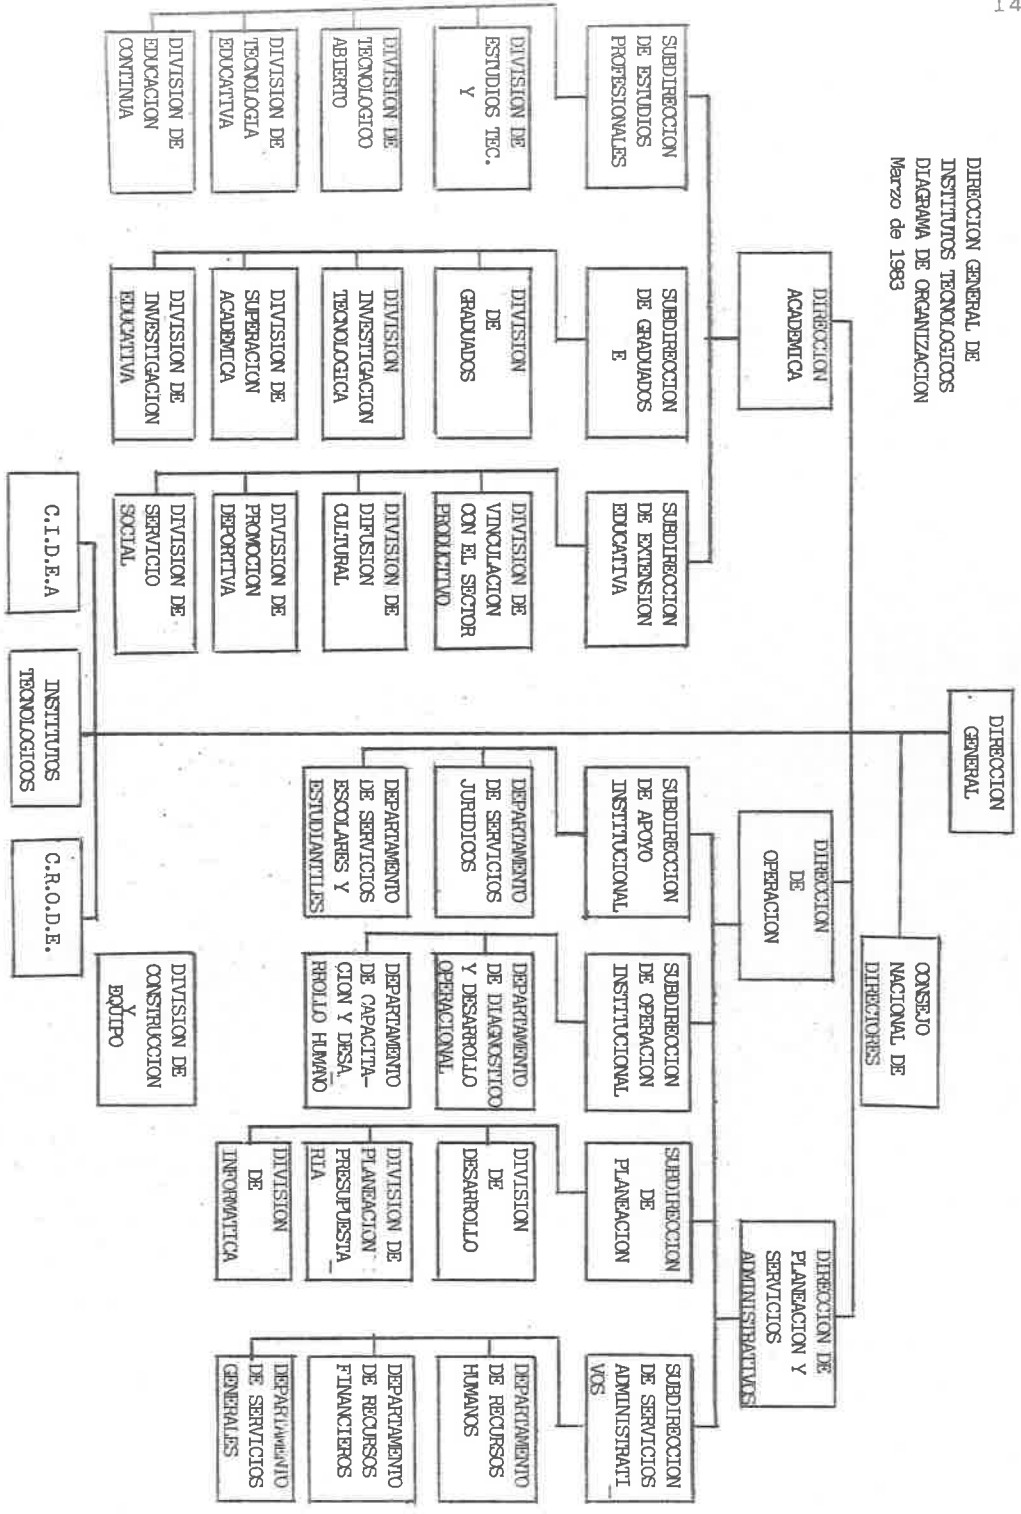 14
DIRECCION GENERAL DE
INSTITUTOS TECNOLOGICOS
DIAGRAMA DE ORGANIZACION
Marzo de 1983
DIRECCION
GENERAL
CONSEJO
NACIONAL DE
DIRECTORES
DIRECCION
ACADEMICA
DIRECCION
DE
OPERACION
DIRECCION DE
PLANEACION Y
SERVICIOS
ADMINISTRATIVOS
SUBDIRECCION
DE ESTUDIOS
PROFESIONALES
SUBDIRECCION
DE GRADUADOS
E
SUBDIRECCION
DE EXTENSION
EDUCATIVA
SUBDIRECCION
DE APOYO
INSTITUCIONAL
SUBDIRECCION
DE OPERACION
INSTITUCIONAL
SUBDIRECCION
DE
PLANEACION
SUBDIRECCION
DE SERVICIOS
ADMINISTRATI_
VOS
DIVISION DE
ESTUDIOS TEC.
Y
DIVISION
DE
GRADUADOS
DIVISION DE
VINCULACION
CON EL SECTOR
PRODUCTIVO
DEPARTAMENTO
DE SERVICIOS
JURIDICOS
DEPARTAMENTO
DE DIAGNOSTICO
Y DESARROLLO
OPERACIONAL
DIVISION
DE
DESARROLLO
DEPARTAMENTO
DE RECURSOS
HUMANOS
DIVISION DE
TECNOLOGICO
ABIERTO
DIVISION
INVESTIGACION
TECNOLOGICA
DIVISION DE
DIFUSION
CULTURAL
DEPARTAMENTO
DE SERVICIOS
ESCOLARES Y
ESTUDIANTILES
DEPARTAMENTO
DE CAPACITA-
CION Y DESA_
RROLLO HUMANO
DIVISION DE
PLANEACION
PRESUPUESTA_
RIA
DEPARTAMENTO
DE RECURSOS
FINANCIEROS
DIVISION DE
TECNOLOGIA
EDUCATIVA
DIVISION DE
SUPERACION
ACADEMICA
DIVISION DE
PROMOCION
DEPORTIVA
DIVISION
DE
INFORMATICA
DEPARTAMENTO
DE SERVICIOS
GENERALES
DIVISION DE
EDUCACION
CONTINUA
DIVISION DE
INVESTIGACION
EDUCATIVA
DIVISION DE
SERVICIO
SOCIAL
DIVISION DE
CONSTRUCCION
Y
EQUIPO
C.I.D.E.A
INSTITUTOS
TECNOLOGICOS
C.R.O.D.E.